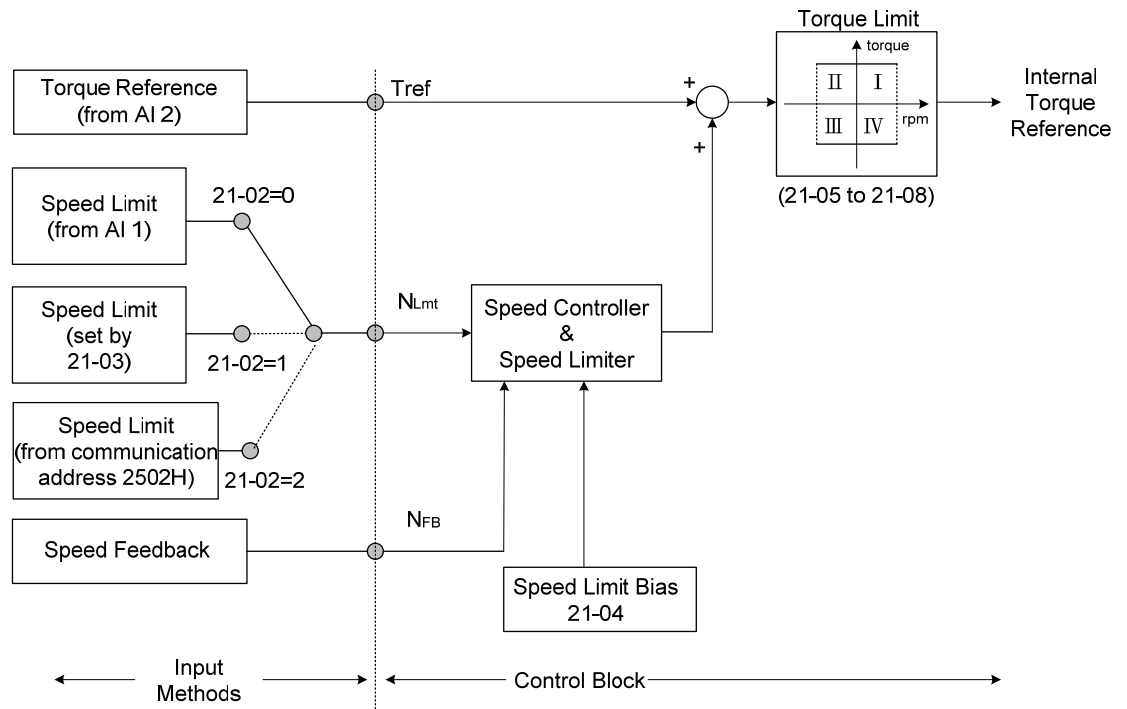 Torque Limit
torque
Ⅱ Ⅰ
rpm
Ⅲ Ⅳ
(21-05 to 21-08)
Internal
Torque
Reference
Torque Reference
(from AI 2)
Tref
+
+
Speed Limit
(from AI 1)
21-02=0
Speed Limit
(set by
21-03)
21-02=1
NLmt
Speed Controller
&
Speed Limiter
Speed Limit
(from communication
address 2502H)
21-02=2
Speed Feedback
NFB
Speed Limit Bias
21-04
Input
Methods
Control Block